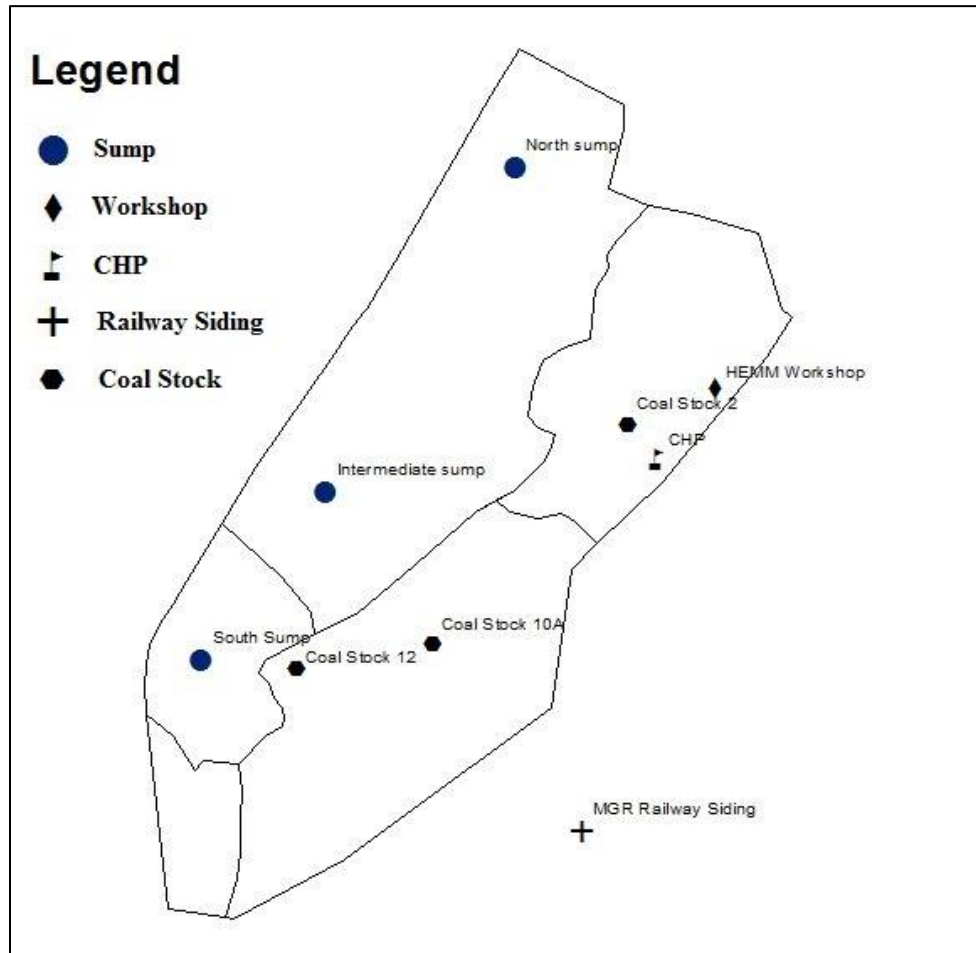 Legend
Sump
Workshop
CHP
Railway Siding
Coal Stock
North sump
HEMM Workshop
Coal Stock 2
CHP
Intermediate sump
Coal Stock 10A
South Sump
Coal Stock 12
MGR Railway Siding